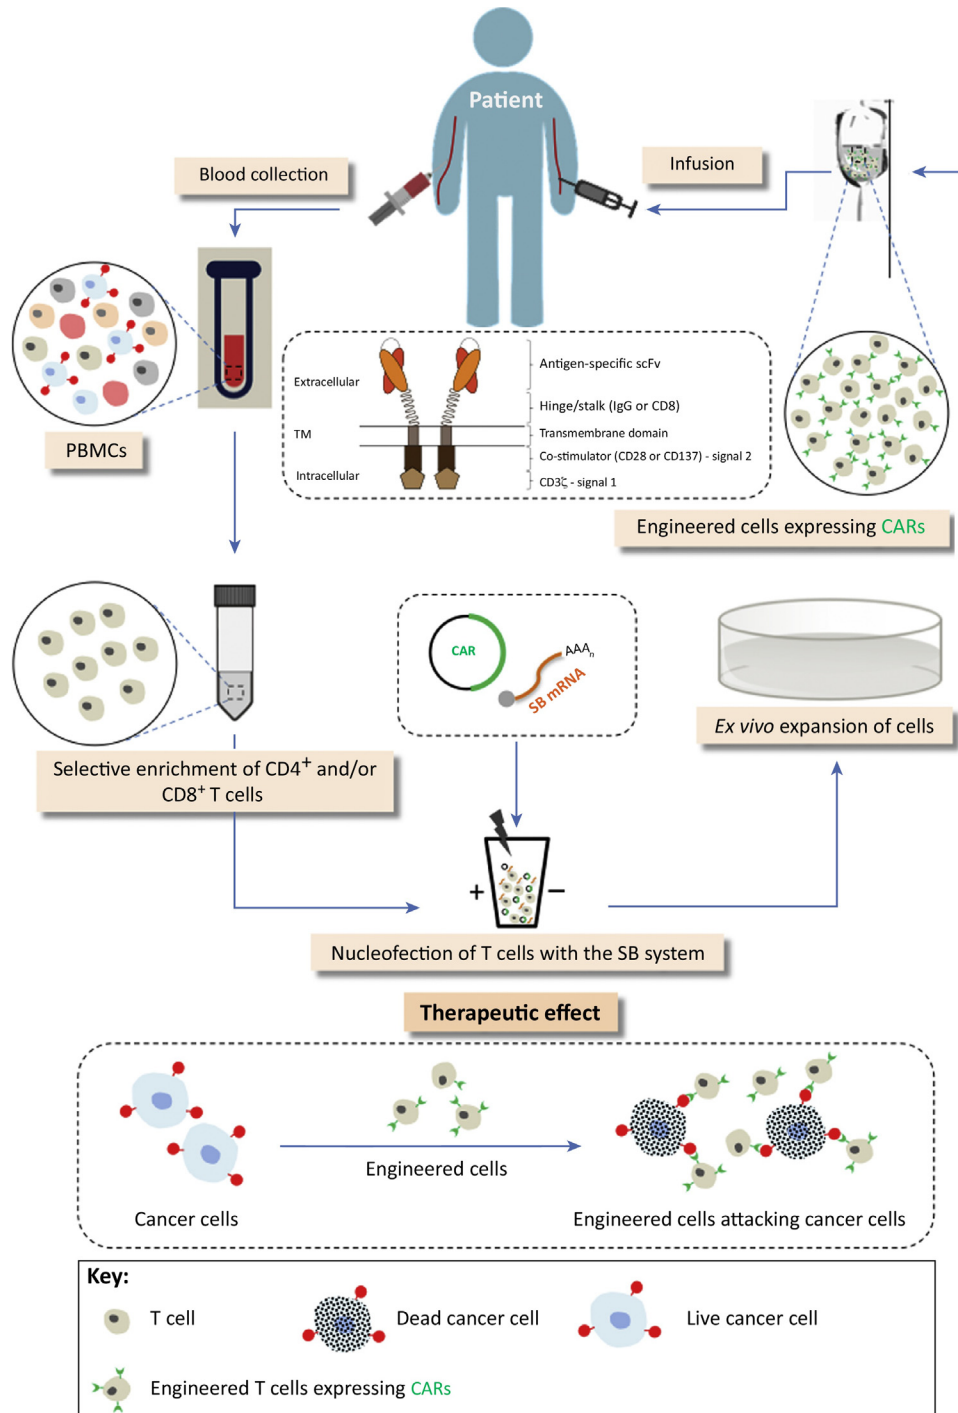 Patient
Blood collection
Infusion
Extracellular
TM
Intracellular
Antigen-specific scFv
Hinge/stalk (IgG or CD8)
Transmembrane domain
Co-stimulator (CD28 or CD137) - signal 2
CD3ζ - signal 1
PBMCs
Engineered cells expressing CARs
CAR
SB mRNA
AAAn
Ex vivo expansion of cells
Selective enrichment of CD4+ and/or
CD8+ T cells
+
−
Nucleofection of T cells with the SB system
Therapeutic effect
Engineered cells
Cancer cells
Engineered cells attacking cancer cells
Key:
T cell
Dead cancer cell
Live cancer cell
Engineered T cells expressing CARs